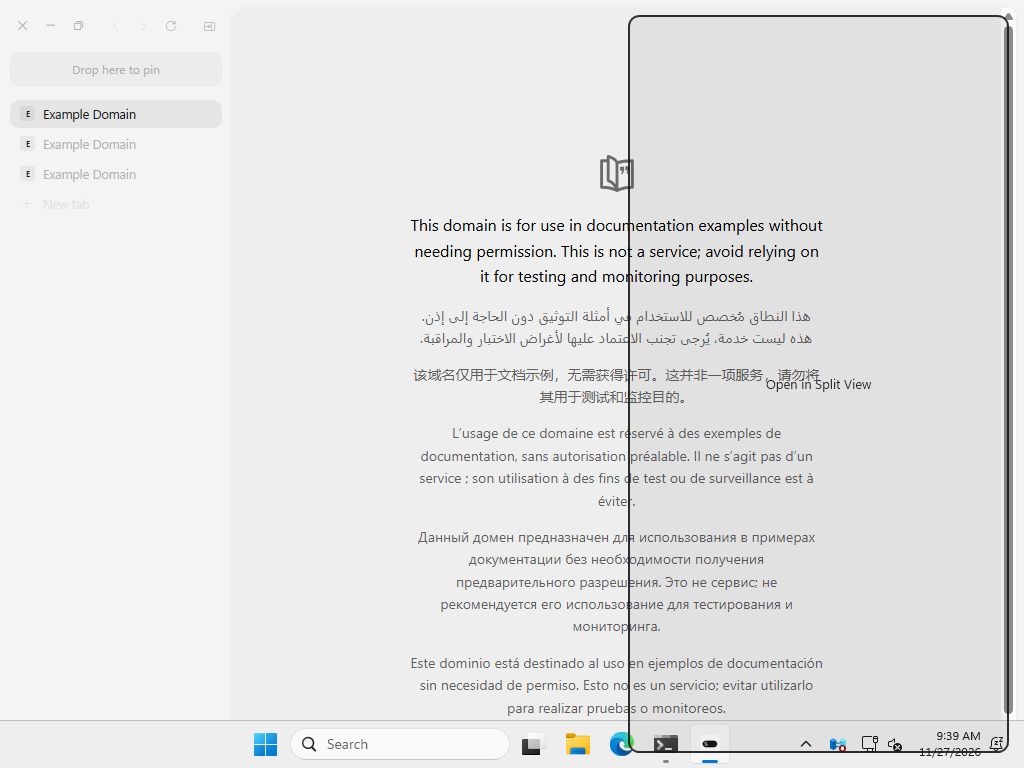 Drop here to pin
E Example Domain
E Example Domain
E Example Domain
+ New tab
This domain is for use in documentation examples without
needing permission. This is not a service; avoid relying on
it for testing and monitoring purposes.
هذا النطاق مُخصص للاستخدام في أمثلة التوثيق دون الحاجة إلى إذن.
هذه ليست خدمة، يُرجى تجنب الاعتماد عليها لأغراض الاختبار والمراقبة.
该域名仅用于文档示例，无需获得许可。这并非一项服务，请勿将
其用于测试和监控目的。
Open in Split View
L’usage de ce domaine est réservé à des exemples de
documentation, sans autorisation préalable. Il ne s’agit pas d’un
service ; son utilisation à des fins de test ou de surveillance est à
éviter.
Данный домен предназначен для использования в примерах
документации без необходимости получения
предварительного разрешения. Это не сервис; не
рекомендуется его использование для тестирования и
мониторинга.
Este dominio está destinado al uso en ejemplos de documentación
sin necesidad de permiso. Esto no es un servicio; evitar utilizarlo
para realizar pruebas o monitoreos.
Search
9:39 AM
11/27/2026